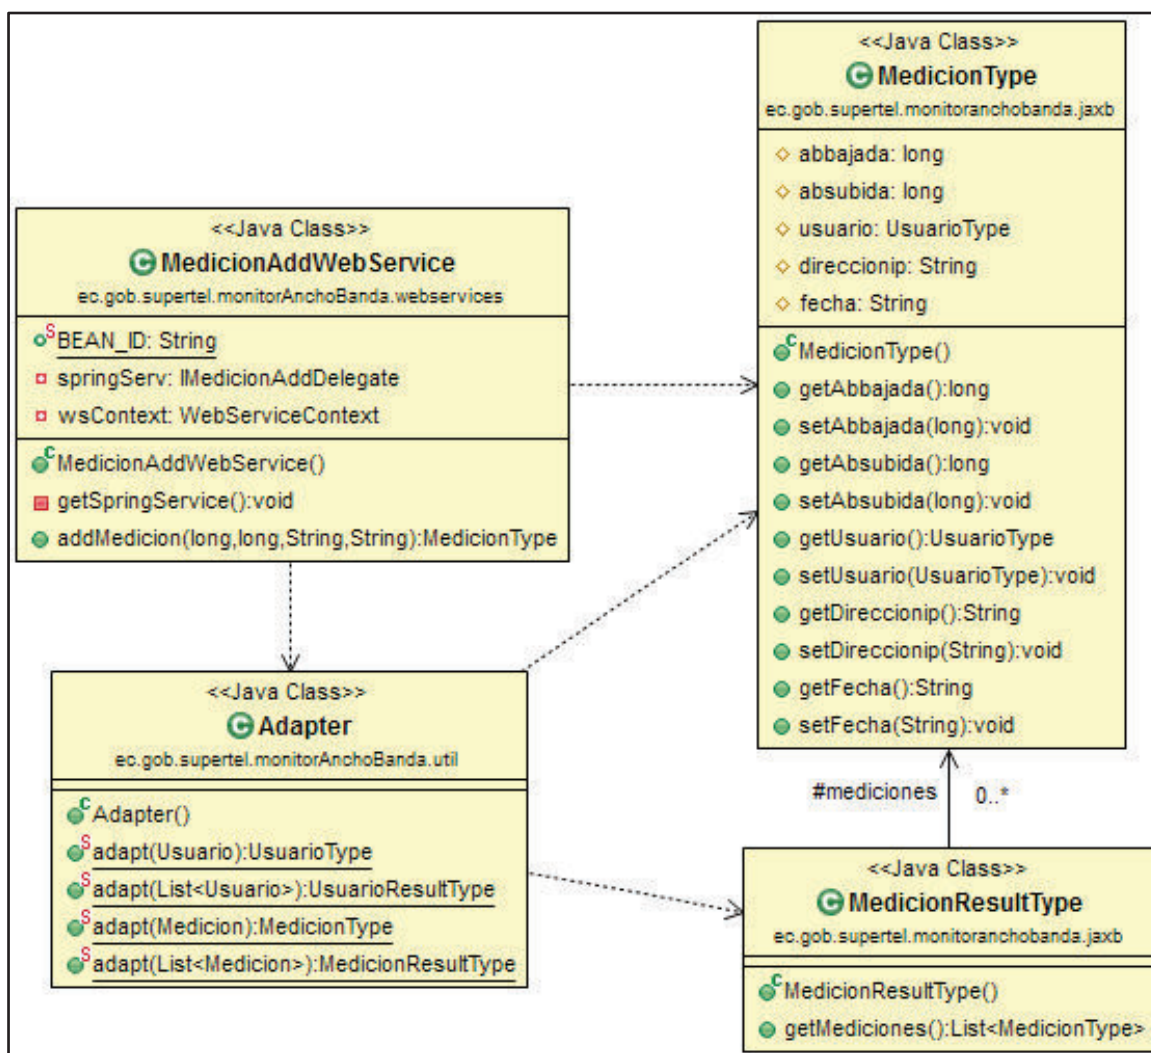 <<Java Class>>
MedicionType
ec.gob.supertel.monitoranchobanda.jaxb
abbajada: long
absubida: long
usuario: UsuarioType
direccionip: String
fecha: String
MedicionType()
getAbbajada():long
setAbbajada(long):void
getAbsubida():long
setAbsubida(long):void
getUsuario():UsuarioType
setUsuario(UsuarioType):void
getDireccionip():String
setDireccionip(String):void
getFecha():String
setFecha(String):void
<<Java Class>>
MedicionAddWebService
ec.gob.supertel.monitorAnchoBanda.webservices
BEAN_ID: String
springServ: IMedicionAddDelegate
wsContext: WebServiceContext
MedicionAddWebService()
getSpringService():void
addMedicion(long,long,String,String):MedicionType
<<Java Class>>
Adapter
ec.gob.supertel.monitorAnchoBanda.util
Adapter()
adapt(Usuario):UsuarioType
adapt(List<Usuario>):UsuarioResultType
adapt(Medicion):MedicionType
adapt(List<Medicion>):MedicionResultType
#mediciones 0..*
<<Java Class>>
MedicionResultType
ec.gob.supertel.monitoranchobanda.jaxb
MedicionResultType()
getMediciones():List<MedicionType>